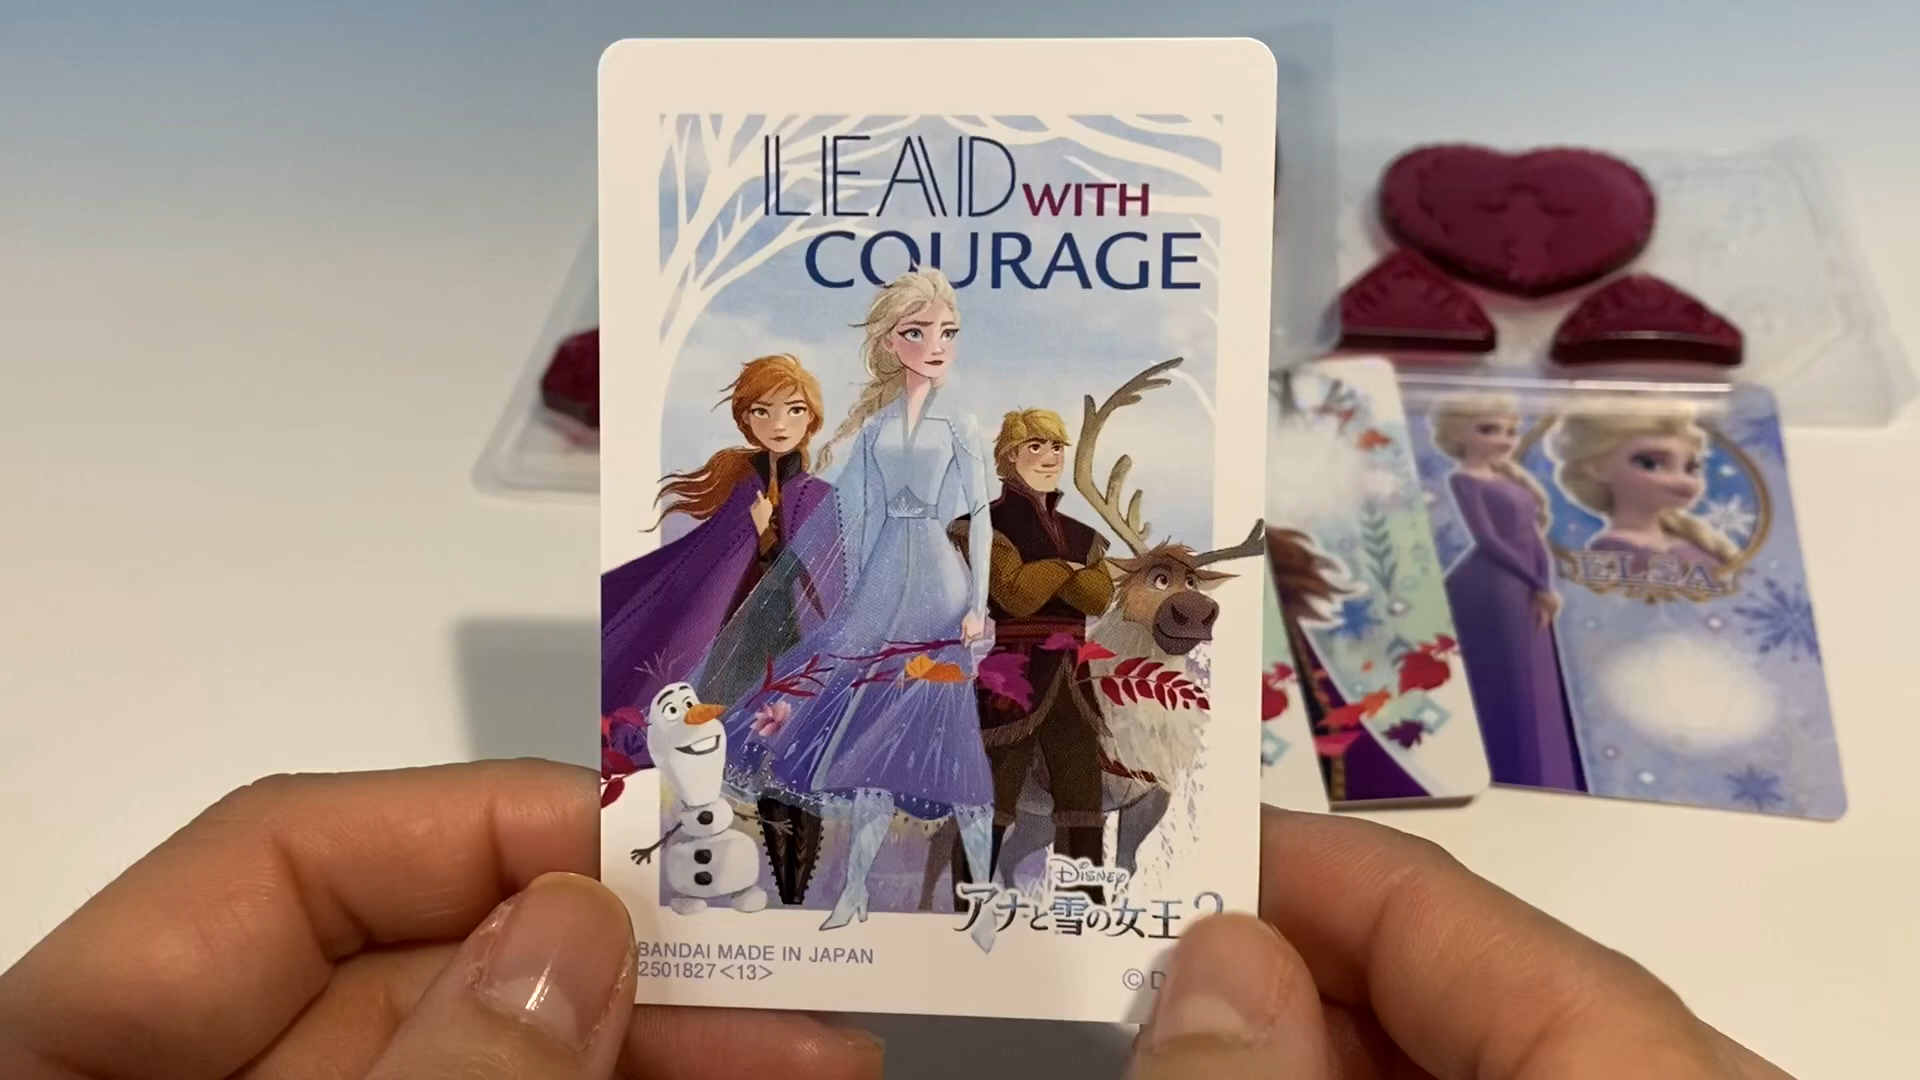 LEAD WITH
COURAGE
Disney
アナと雪の女王2
BANDAI MADE IN JAPAN
2501827<13>
© D
ELSA